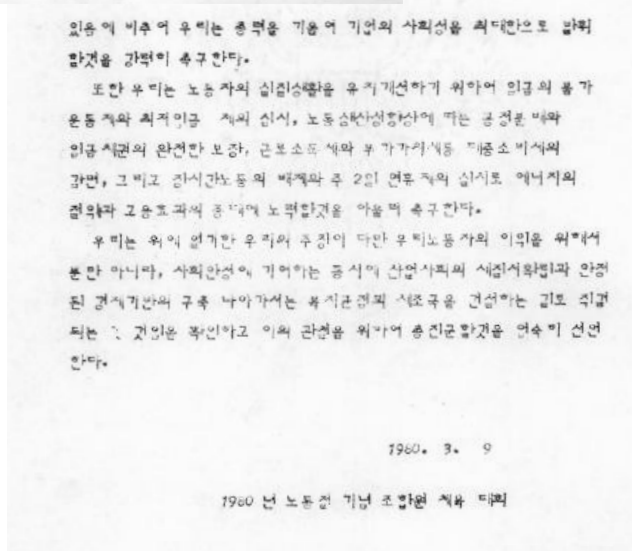 있음에 비추어 우리는 총력을 기울여 기업의 사회성을 최대한으로 발휘
할것을 강력히 촉구한다.
또한 우리는 노동자의 실질생활을 유지개선하기 위하여 임금의 물가
운동제와 최저임금 제의 실시, 노동생산성향상에 따른 공정분배와
임금채권의 완전한 보장, 근로소득세와 부가가치세등 대중소비세의
감면, 그리고 장시간노동의 배제와 주 2일 연휴제의 실시로 에너지의
절약과 고용효과의 증대에 노력할것을 아울러 촉구한다.
우리는 위에 열거한 우리의 주장이 다만 우리노동자의 이익을 위해서
뿐만 아니라, 사회안정에 기여하는 동시에 산업사회의 새질서확립과 안정
된 경제기반의 구축 나아가서는 복지균점의 새조국을 건설하는 길로 직결
되는 것임을 확인하고 이의 관철을 위하여 총진군할것을 엄숙히 선언
한다.
1980. 3. 9
1980 년 노동절 기념 조합원 체육 대회